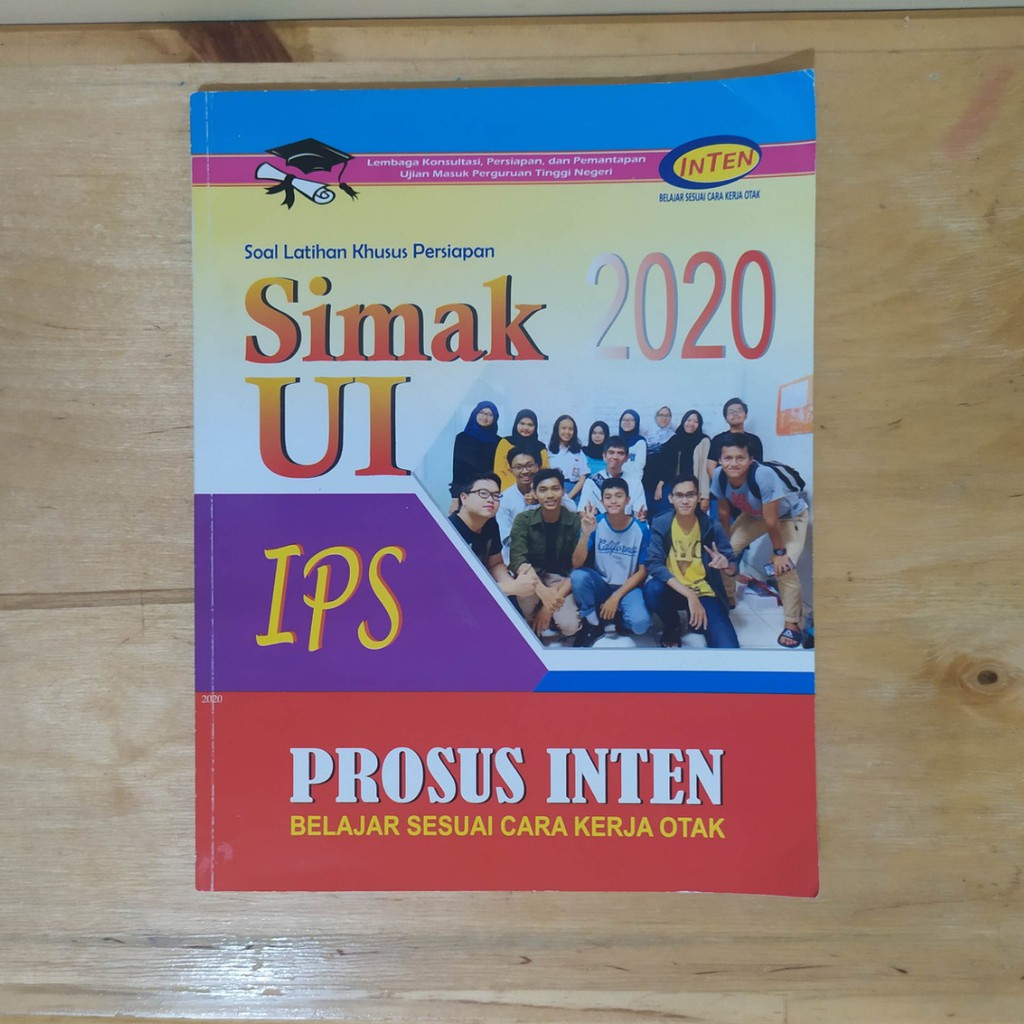 Lembaga Konsultasi, Persiapan, dan Pemantapan
Ujian Masuk Perguruan Tinggi Negeri
INTEN
BELAJAR SESUAI CARA KERJA OTAK
Soal Latihan Khusus Persiapan
Simak 2020
UI
IPS
California
2020
PROSUS INTEN
BELAJAR SESUAI CARA KERJA OTAK